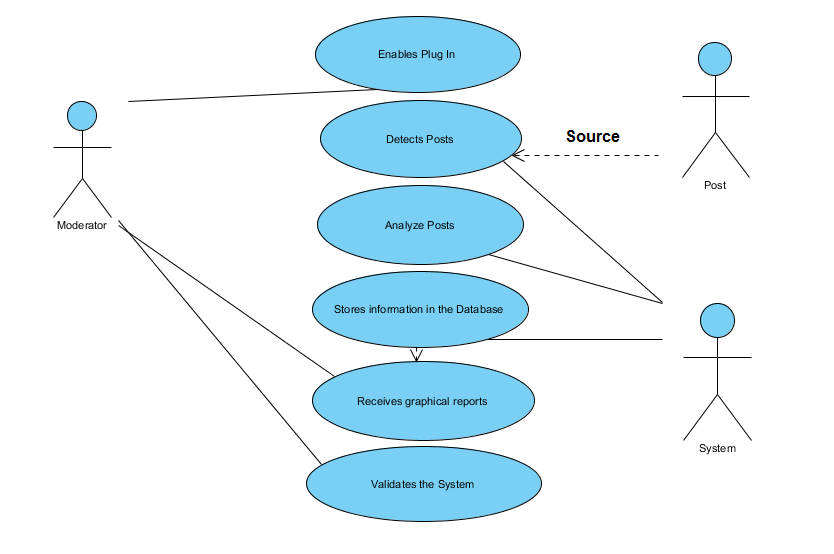 Enables Plug In
Detects Posts
Source
Post
Moderator
Analyze Posts
Stores information in the Database
Receives graphical reports
System
Validates the System